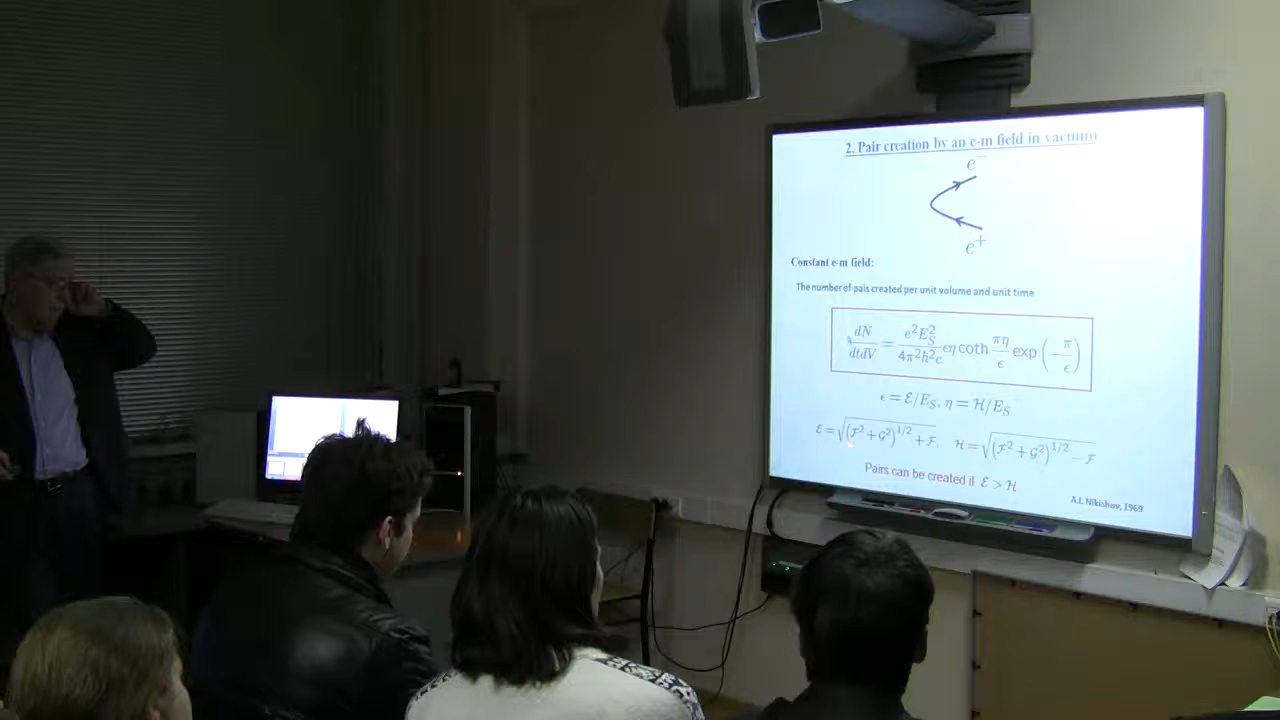 2. Pair creation by an e-m field in vacuum
e⁻
e⁺
Constant e-m field:
The number of pais created per unit volume and unit time
dN/dtdV = e²E_S²/4π²ħ²c ϵη coth πη/ϵ exp(−π/ϵ)
ϵ = ℰ/E_S, η = ℋ/E_S
ℰ = √((ℱ² + 𝒢²)^1/2 + ℱ), ℋ = √((ℱ² + 𝒢²)^1/2 − ℱ)
Pairs can be created if ℰ > ℋ
A.I. Nikishov, 1969